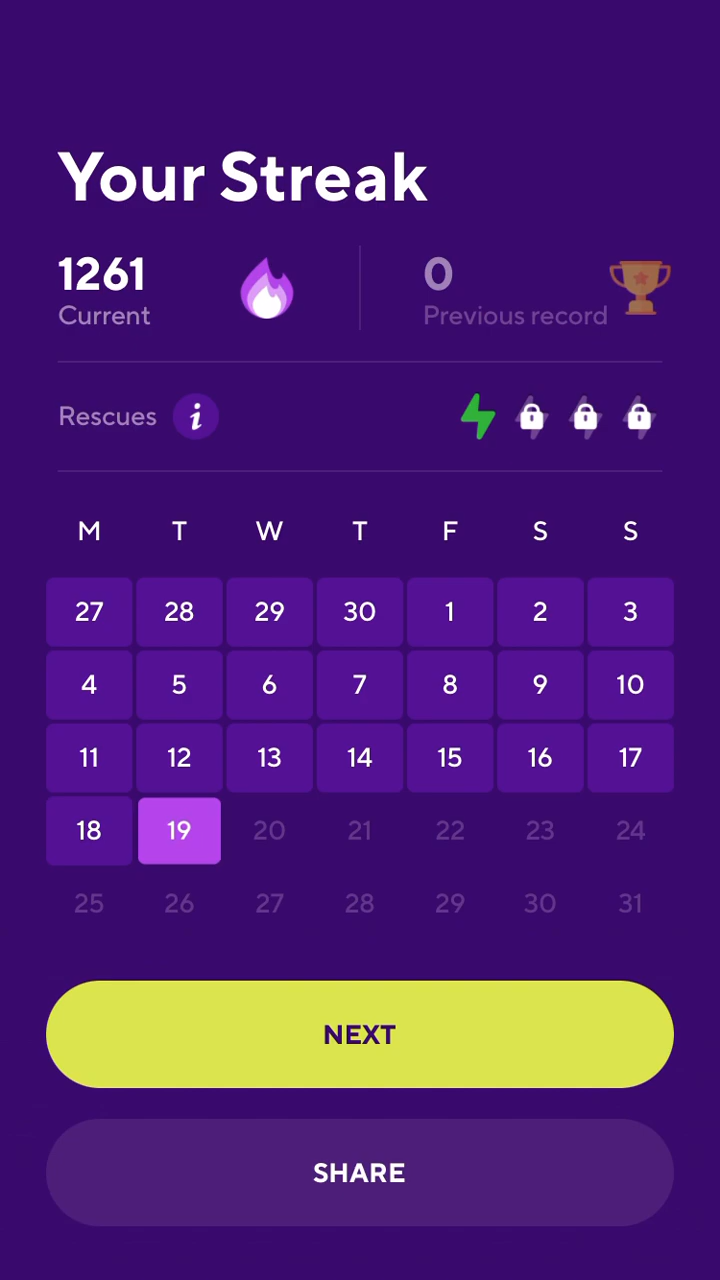 Your Streak
1261
0
Current
Previous record
Rescues i
M T W T F S S
27 28 29 30 1 2 3
4 5 6 7 8 9 10
11 12 13 14 15 16 17
18 19 20 21 22 23 24
25 26 27 28 29 30 31
NEXT
SHARE